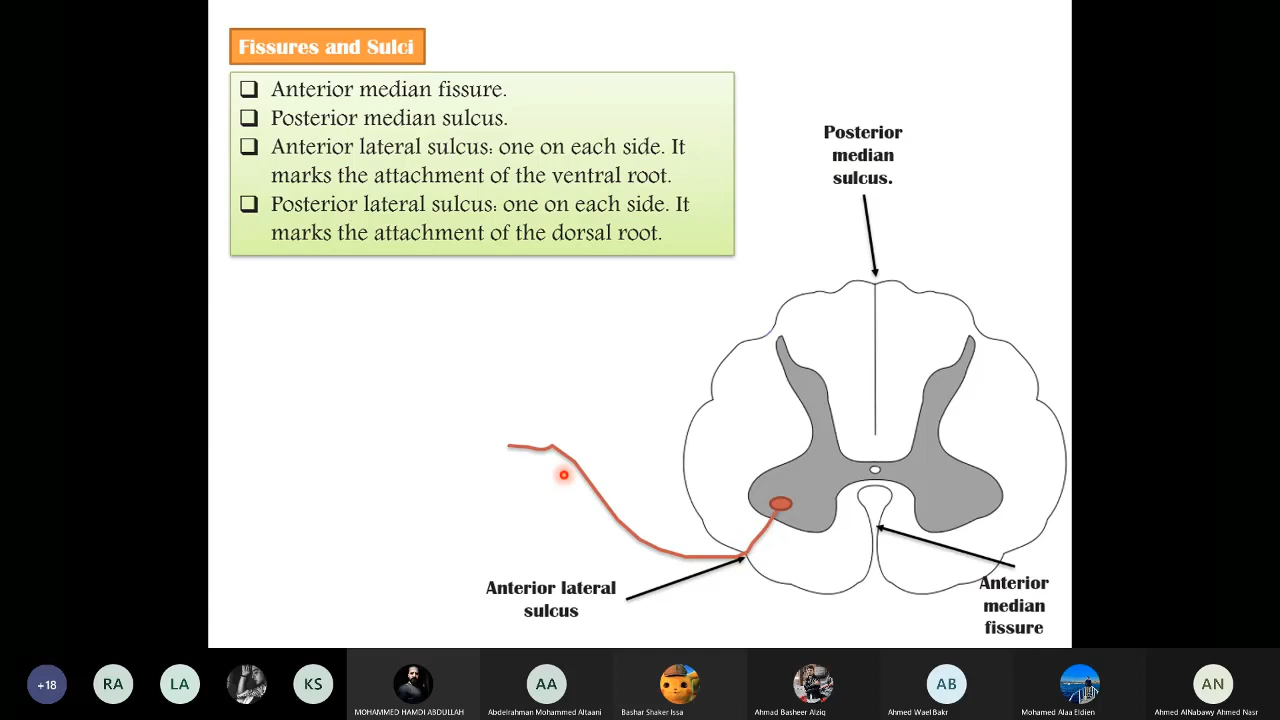 Fissures and Sulci
❑ Anterior median fissure.
❑ Posterior median sulcus.
❑ Anterior lateral sulcus: one on each side. It
marks the attachment of the ventral root.
❑ Posterior lateral sulcus: one on each side. It
marks the attachment of the dorsal root.
Posterior
median
sulcus.
Anterior lateral
sulcus
Anterior
median
fissure
+18
RA
LA
KS
MOHAMMED HAMDI ABDULLAH
AA
Abdelrahman Mohammed Altaani
Bashar Shaker Issa
Ahmad Basheer Alziq
AB
Ahmed Wael Bakr
Mohamed Alaa Eldien
AN
Ahmed AlNabawy Ahmed Nasr